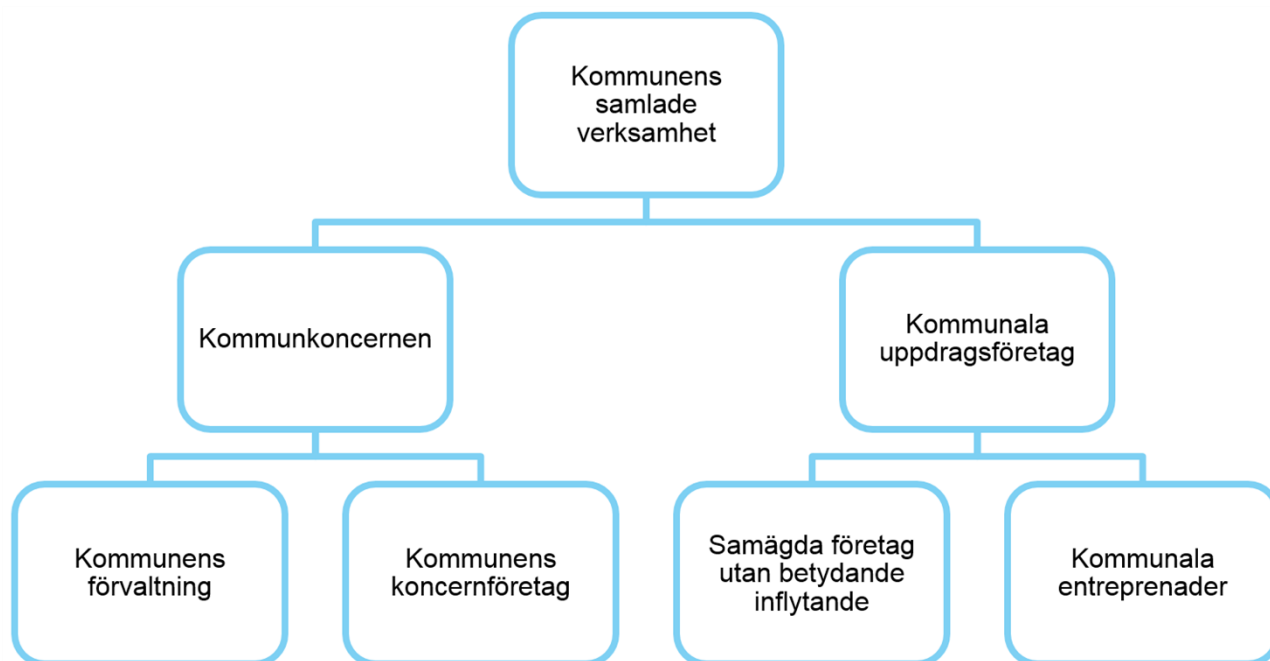 Kommunens
samlade
verksamhet
Kommunkoncernen
Kommunala
uppdragsföretag
Kommunens
förvaltning
Kommunens
koncernföretag
Samägda företag
utan betydande
inflytande
Kommunala
entreprenader